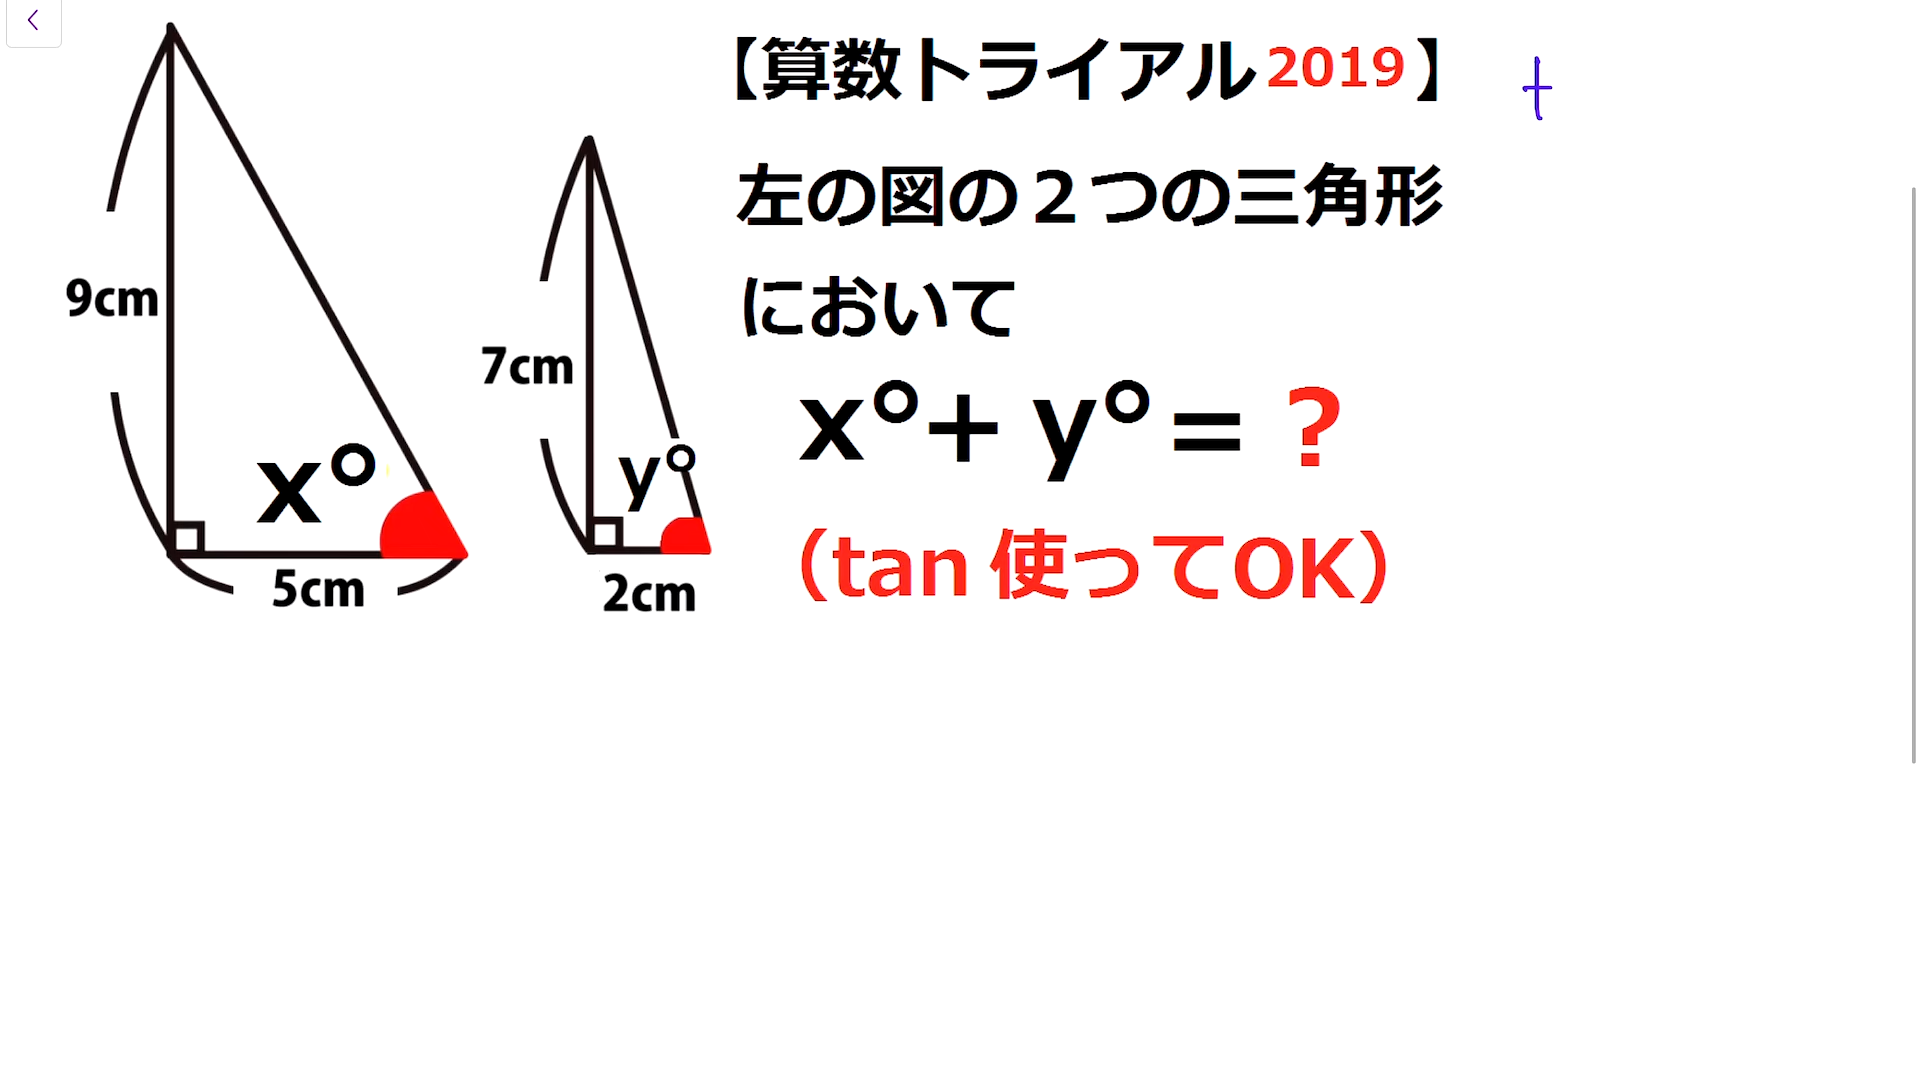 【算数トライアル2019】
t
左の図の２つの三角形
において
x°+ y°= ?
（tan 使ってOK）
9cm
x°
5cm
7cm
y°
2cm